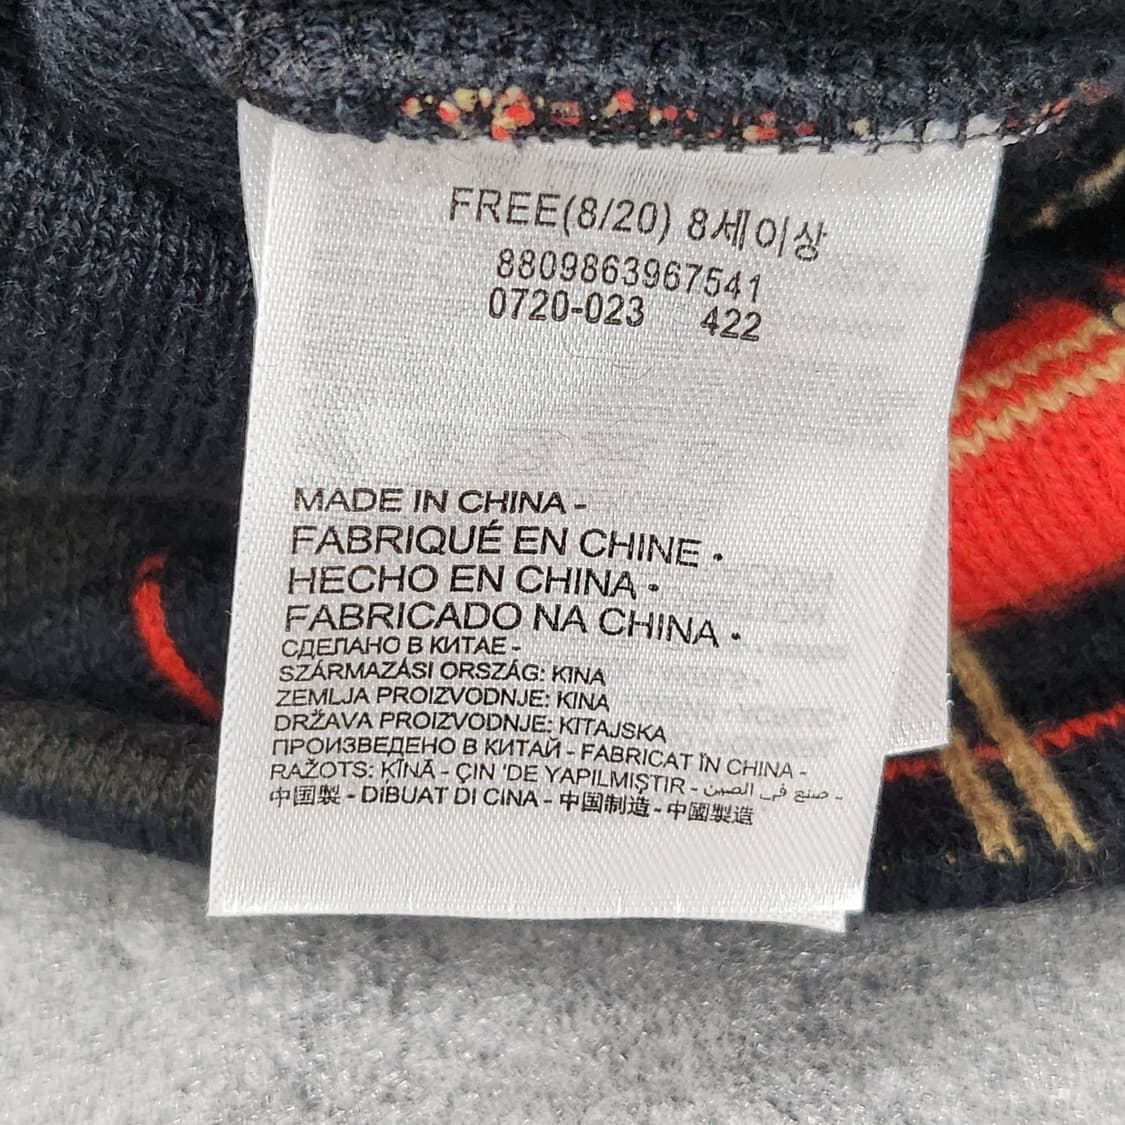 FREE(8/20) 8세이상
8809863967541
0720-023 422
MADE IN CHINA -
FABRIQUÉ EN CHINE •
HECHO EN CHINA •
FABRICADO NA CHINA •
СДЕЛАНО В КИТАЕ -
SZÁRMAZÁSI ORSZÁG: KINA
ZEMLJA PROIZVODNJE: KINA
DRŽAVA PROIZVODNJE: KITAJSKA
ПРОИЗВЕДЕНО В КИТАЙ - FABRICAT ÎN CHINA -
RAŽOTS: ĶĪNĀ - ÇIN 'DE YAPILMIŞTIR - صنع في الصين -
中国製 - DIBUAT DI CINA - 中国制造 - 中國製造